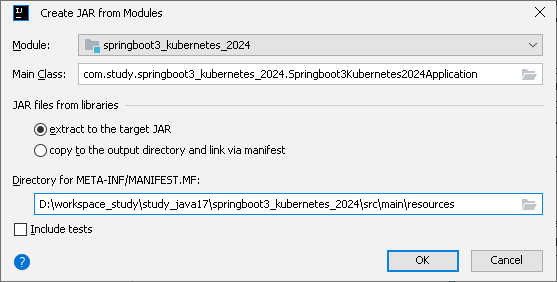 IJ Create JAR from Modules
Module: springboot3_kubernetes_2024
Main Class: com.study.springboot3_kubernetes_2024.Springboot3Kubernetes2024Application
JAR files from libraries
extract to the target JAR
copy to the output directory and link via manifest
Directory for META-INF/MANIFEST.MF:
D:\workspace_study\study_java17\springboot3_kubernetes_2024\src\main\resources
Include tests
? OK Cancel